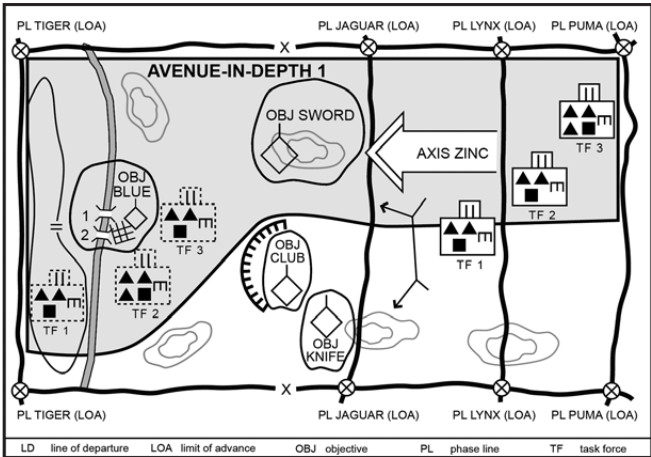 PL TIGER (LOA) X PL JAGUAR (LOA) PL LYNX (LOA) PL PUMA (LOA)
AVENUE-IN-DEPTH 1
OBJ SWORD
TF 3
AXIS ZINC
OBJ
BLUE
TF 2
1
2
TF 3
TF 1
OBJ
CLUB
TF 2
TF 1
OBJ
KNIFE
X
PL TIGER (LOA) PL JAGUAR (LOA) PL LYNX (LOA) PL PUMA (LOA)
LD line of departure LOA limit of advance OBJ objective PL phase line TF task force